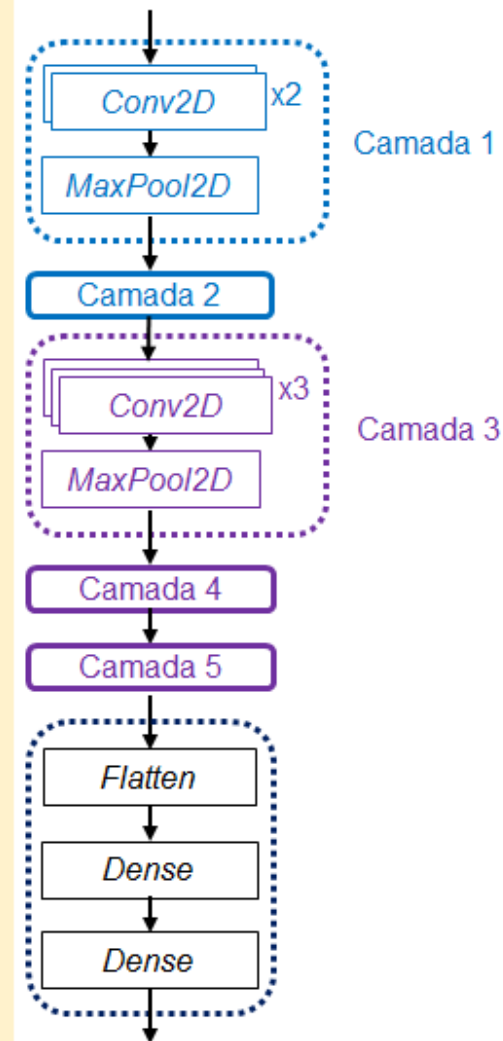 Conv2D x2
MaxPool2D
Camada 1
Camada 2
Conv2D x3
MaxPool2D
Camada 3
Camada 4
Camada 5
Flatten
Dense
Dense